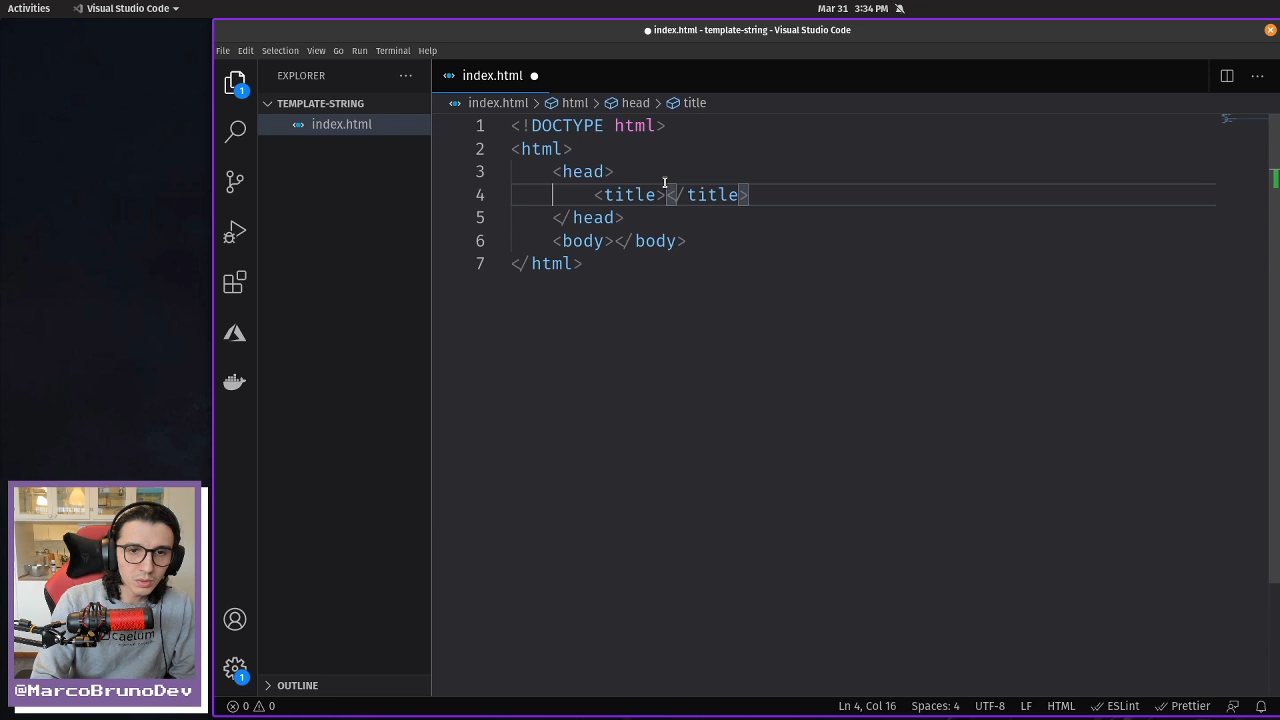 Activities
Visual Studio Code
Mar 31 3:34 PM
● index.html - template-string - Visual Studio Code
File Edit Selection View Go Run Terminal Help
EXPLORER
index.html
TEMPLATE-STRING
index.html
index.html > html > head > title
1 <!DOCTYPE html>
2 <html>
3 <head>
4 <title></title>
5 </head>
6 <body></body>
7 </html>
1
1
caelum
@MarcoBrunoDev
OUTLINE
0 0
Ln 4, Col 16 Spaces: 4 UTF-8 LF HTML ESLint Prettier